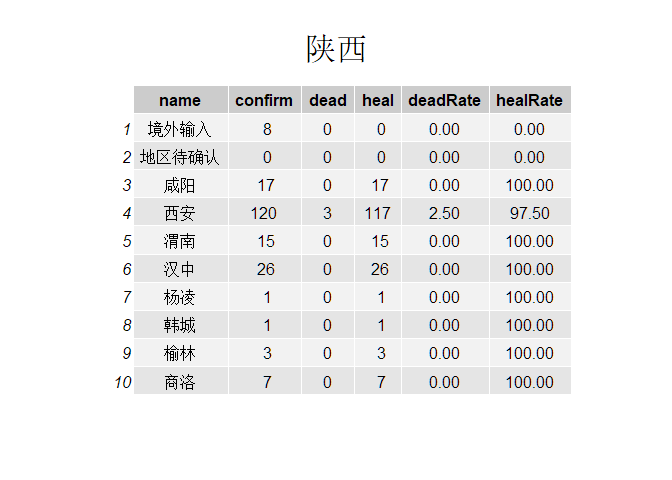 陕西
name confirm dead heal deadRate healRate
1 境外输入 8 0 0 0.00 0.00
2 地区待确认 0 0 0 0.00 0.00
3 咸阳 17 0 17 0.00 100.00
4 西安 120 3 117 2.50 97.50
5 渭南 15 0 15 0.00 100.00
6 汉中 26 0 26 0.00 100.00
7 杨凌 1 0 1 0.00 100.00
8 韩城 1 0 1 0.00 100.00
9 榆林 3 0 3 0.00 100.00
10 商洛 7 0 7 0.00 100.00